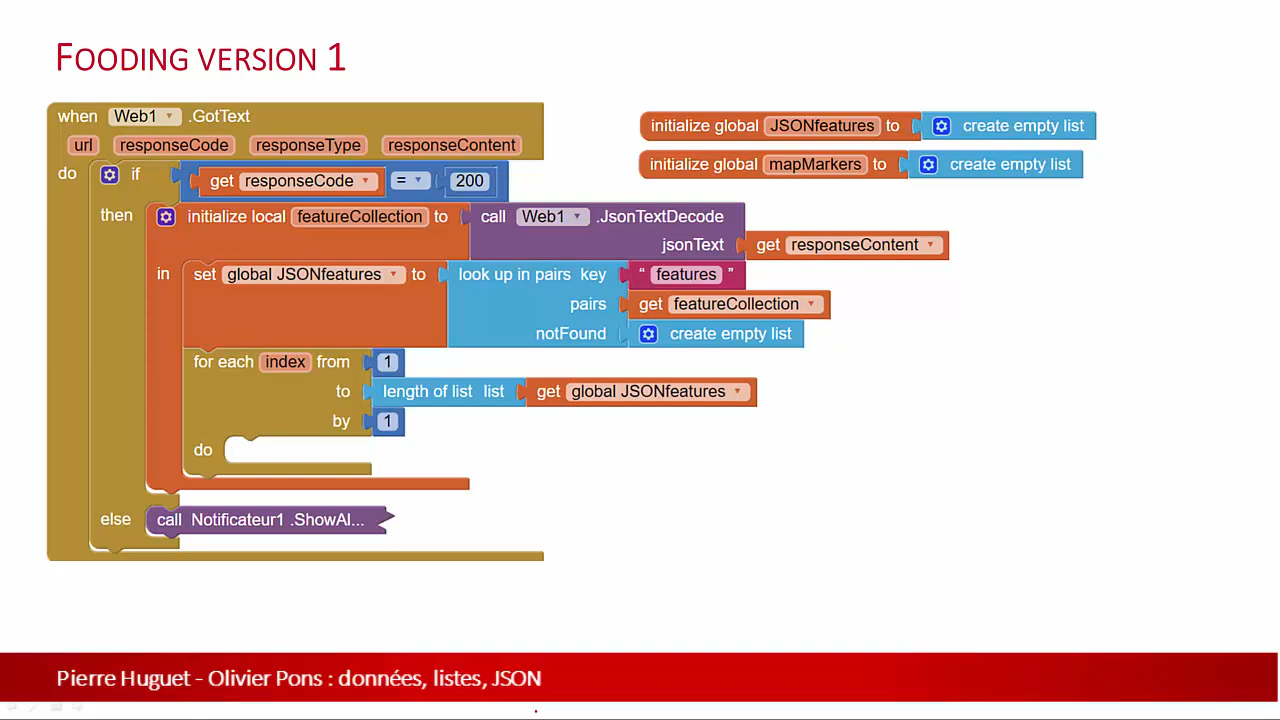 FOODING VERSION 1
when Web1 .GotText
url responseCode responseType responseContent
do if get responseCode = 200
then initialize local featureCollection to call Web1 .JsonTextDecode
jsonText get responseContent
in set global JSONfeatures to look up in pairs key " features "
pairs get featureCollection
notFound create empty list
for each index from 1
to length of list list get global JSONfeatures
by 1
do
else call Notificateur1 .ShowAl...
initialize global JSONfeatures to create empty list
initialize global mapMarkers to create empty list
Pierre Huguet - Olivier Pons : données, listes, JSON